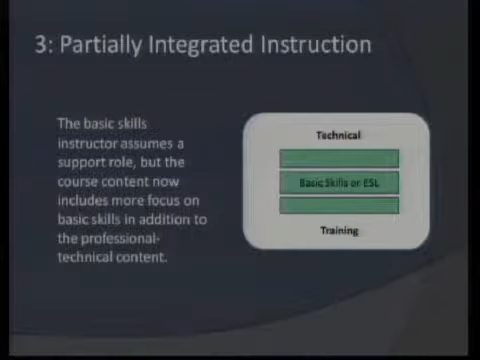 3: Partially Integrated Instruction
The basic skills
instructor assumes a
support role, but the
course content now
includes more focus on
basic skills in addition to
the professional-
technical content.
Technical
Basic Skills or ESL
Training